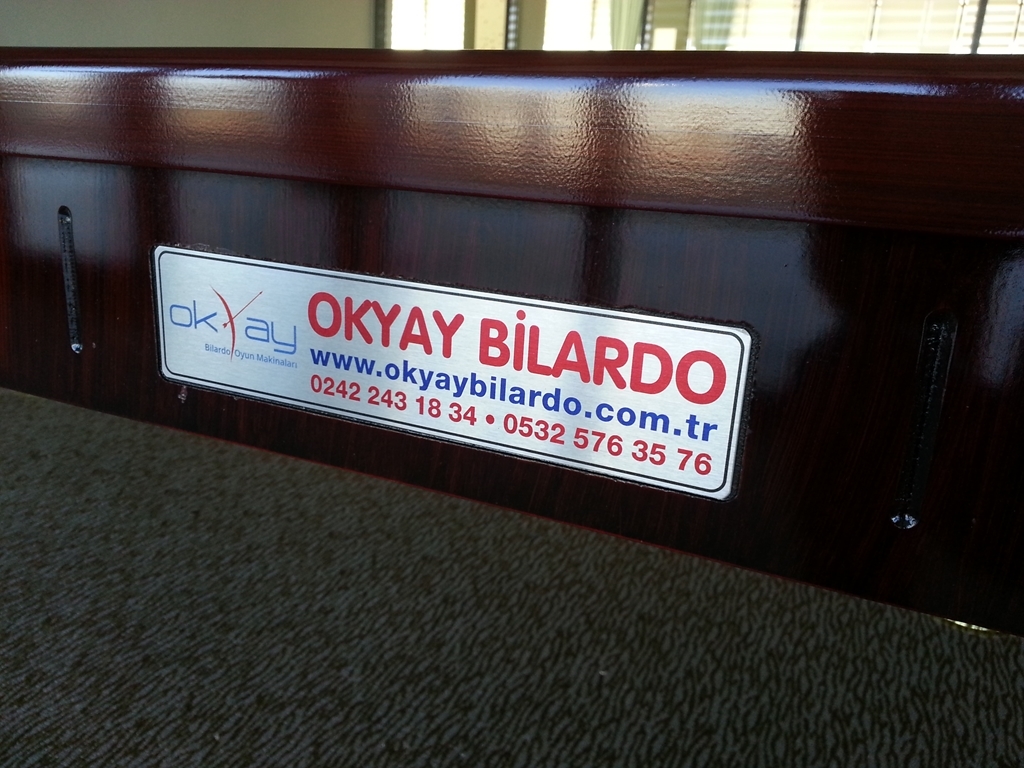 okyay
Bilardo Oyun Makinaları
OKYAY BİLARDO
www.okyaybilardo.com.tr
0242 243 18 34 • 0532 576 35 76